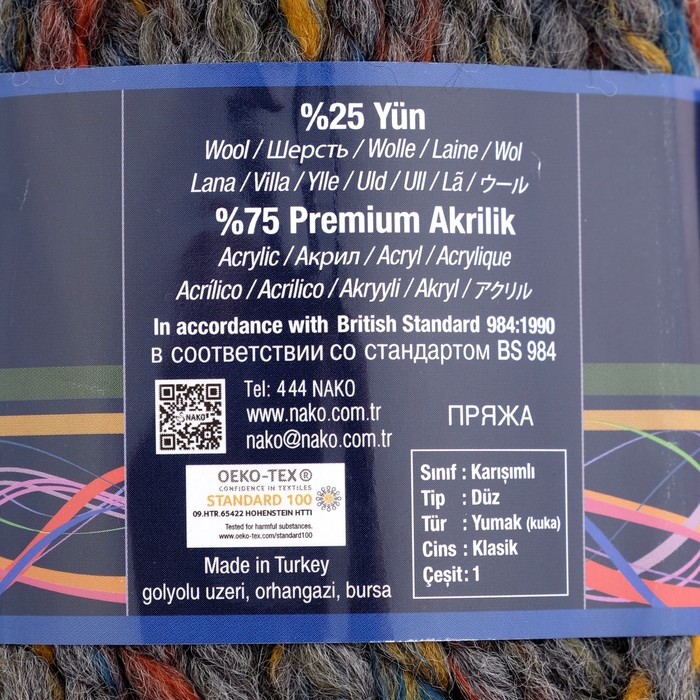 %25 Yün
Wool / Шерсть / Wolle / Laine / Wol
Lana / Villa / Ylle / Uld / Ull / Lã / ウール
%75 Premium Akrilik
Acrylic / Акрил / Acryl / Acrylique
Acrílico / Acrilico / Akryyli / Akryl / アクリル
In accordance with British Standard 984:1990
в соответствии со стандартом BS 984
NAKO
Tel: 4 44 NAKO
www.nako.com.tr
nako@nako.com.tr
ПРЯЖА
OEKO-TEX®
CONFIDENCE IN TEXTILES
STANDARD 100
09.HTR.65422 HOHENSTEIN HTTI
Tested for harmful substances.
www.oeko-tex.com/standard100
Made in Turkey
golyolu uzeri, orhangazi, bursa
Sınıf : Karışımlı
Tip : Düz
Tür : Yumak (kuka)
Cins : Klasik
Çeşit: 1